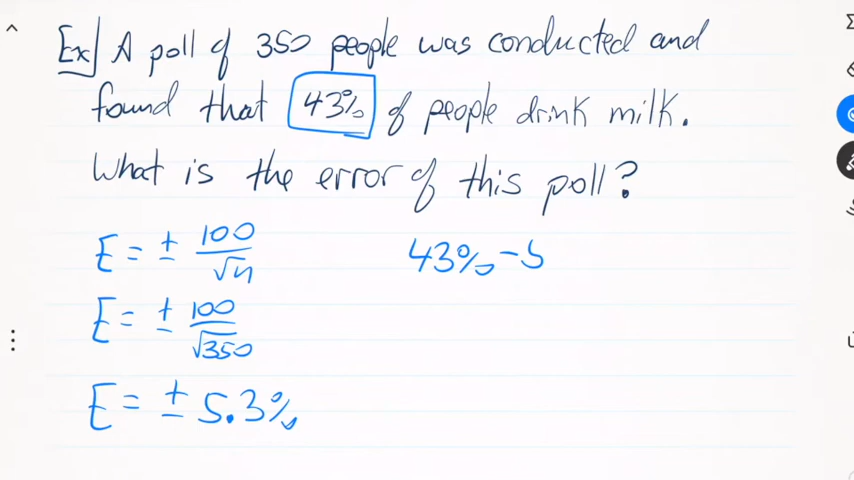 Ex| A poll of 350 people was conducted and
found that 43% of people drink milk.
What is the error of this poll?
E = ± 100/√n
43% - 5
E = ± 100/√350
E = ± 5.3%